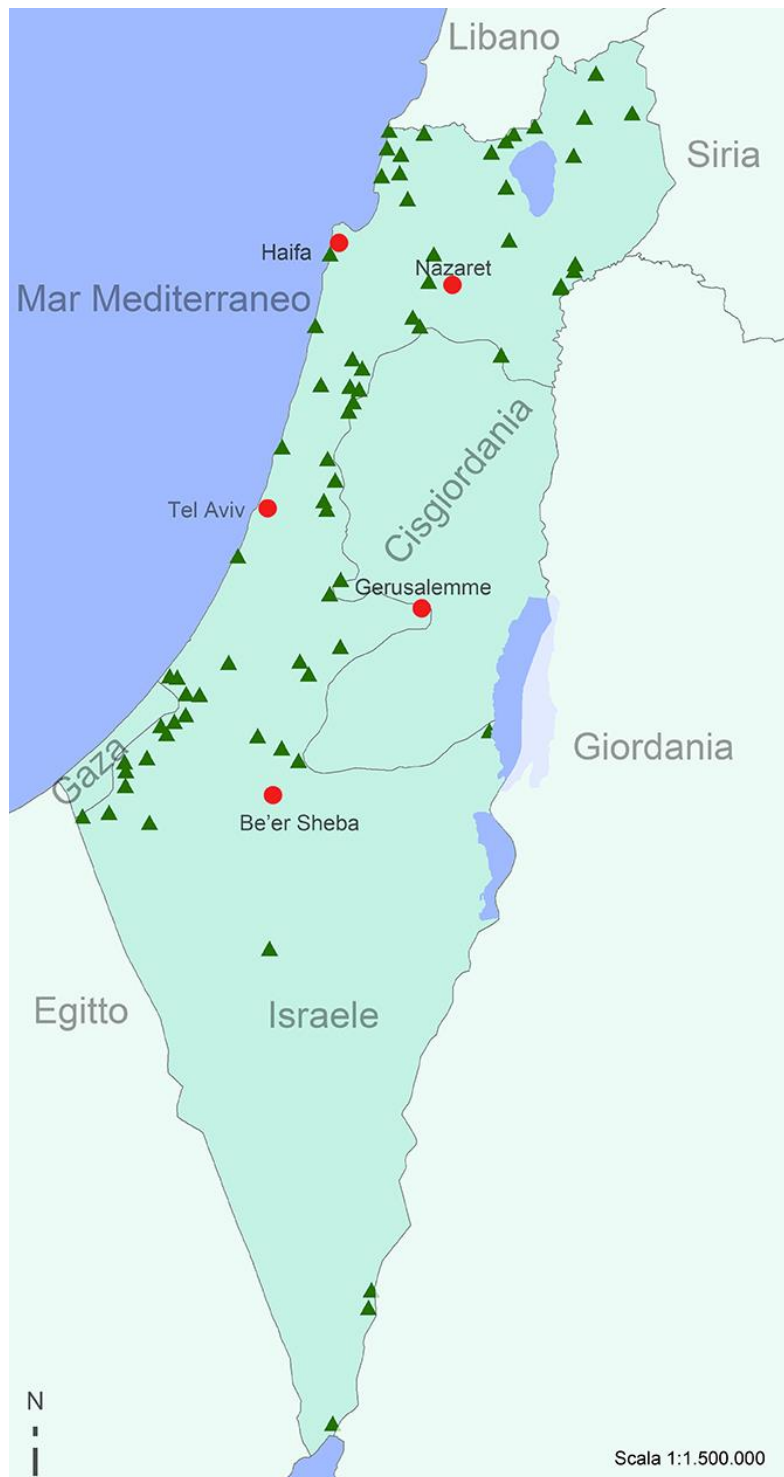 Libano
Siria
Haifa
Nazaret
Mar Mediterraneo
Cisgiordania
Tel Aviv
Gerusalemme
Gaza
Giordania
Be'er Sheba
Egitto
Israele
N
Scala 1:1.500.000